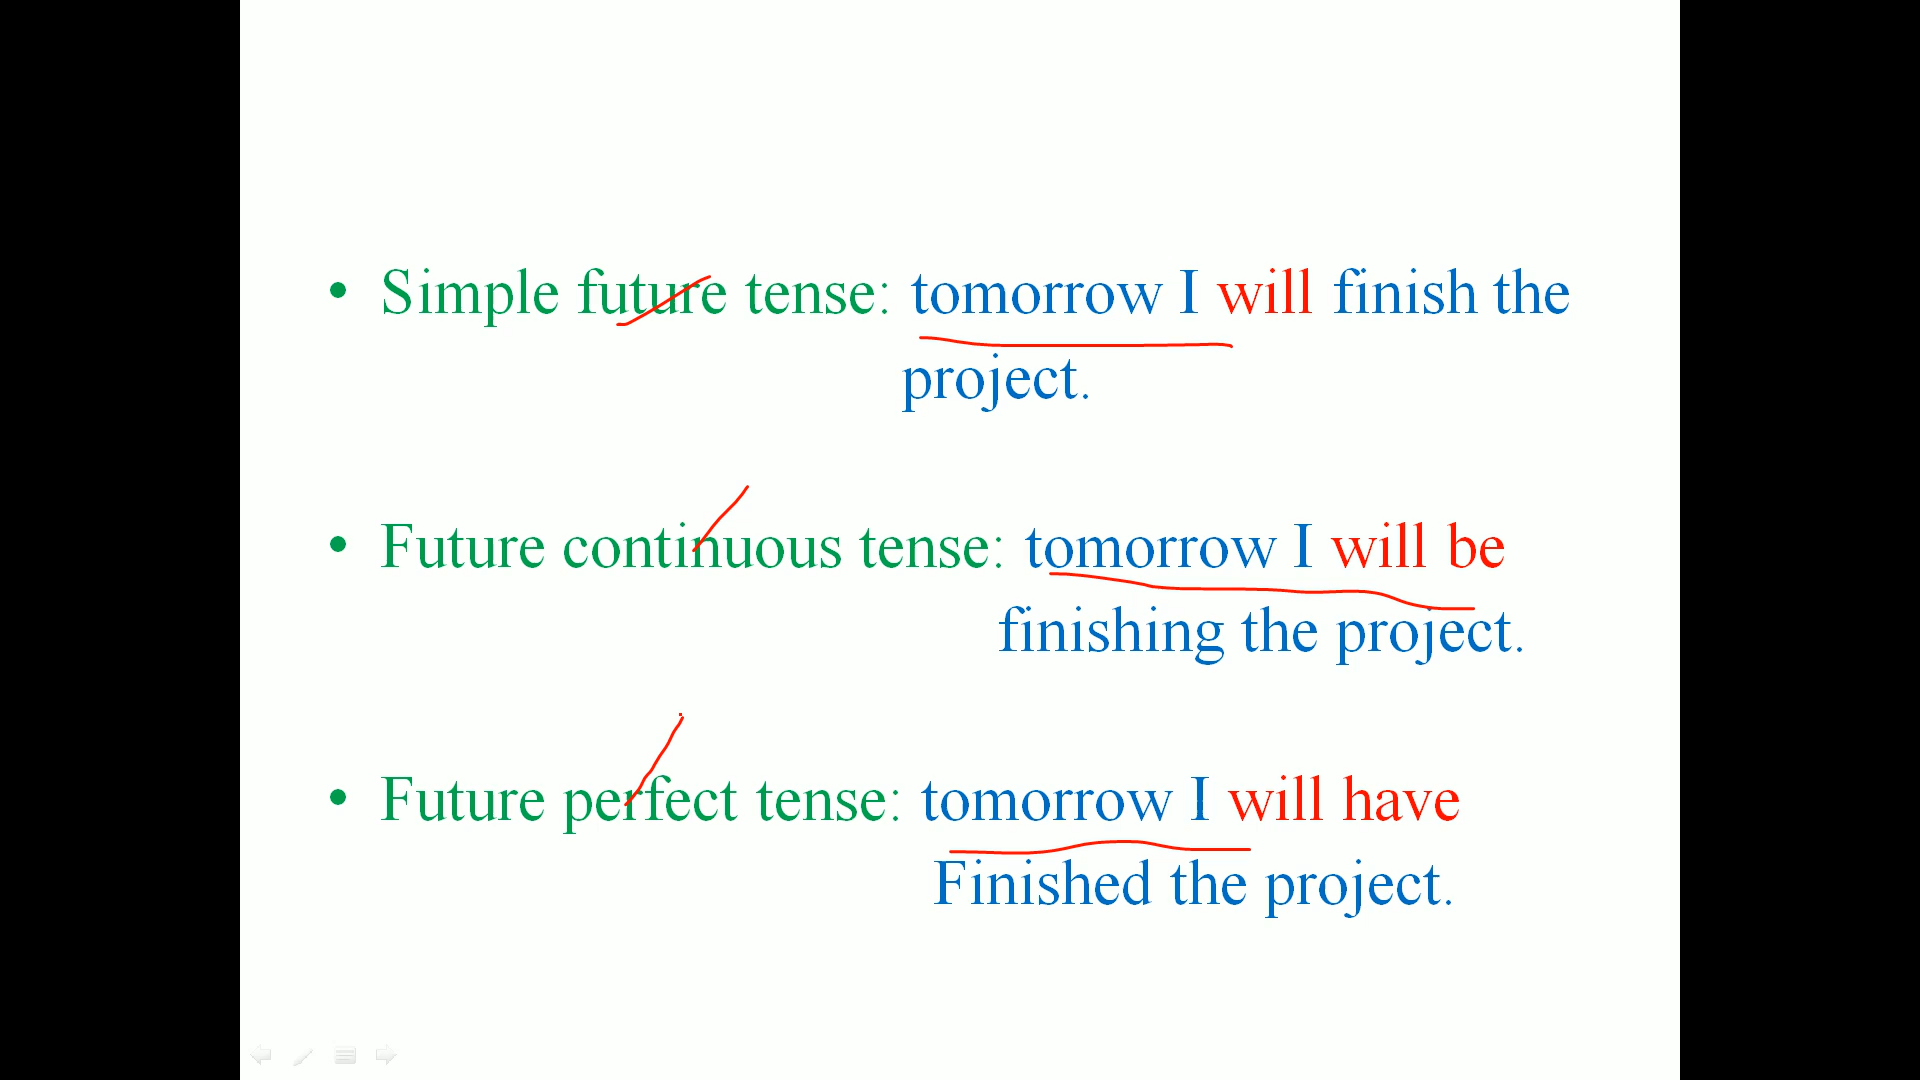 • Simple future tense: tomorrow I will finish the
project.
• Future continuous tense: tomorrow I will be
finishing the project.
• Future perfect tense: tomorrow I will have
Finished the project.